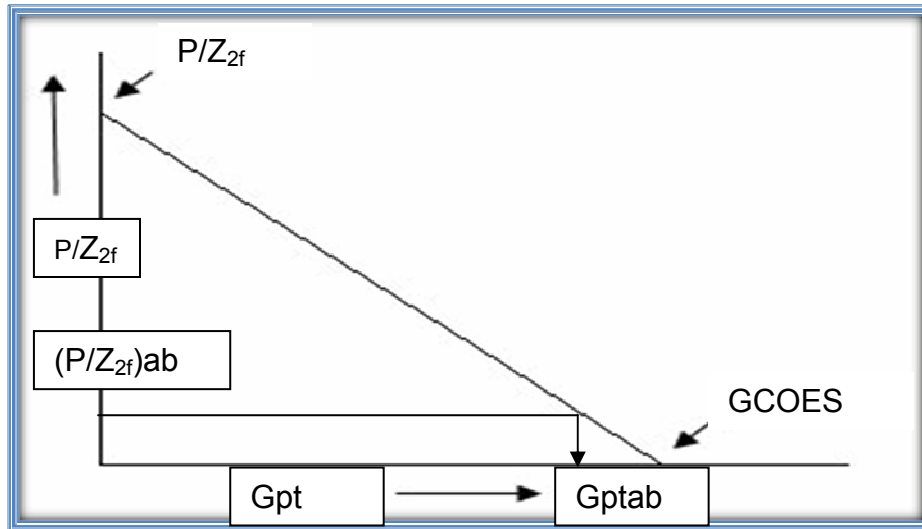 P/Z₂f
P/Z₂f
(P/Z₂f)ab
GCOES
Gpt
Gptab